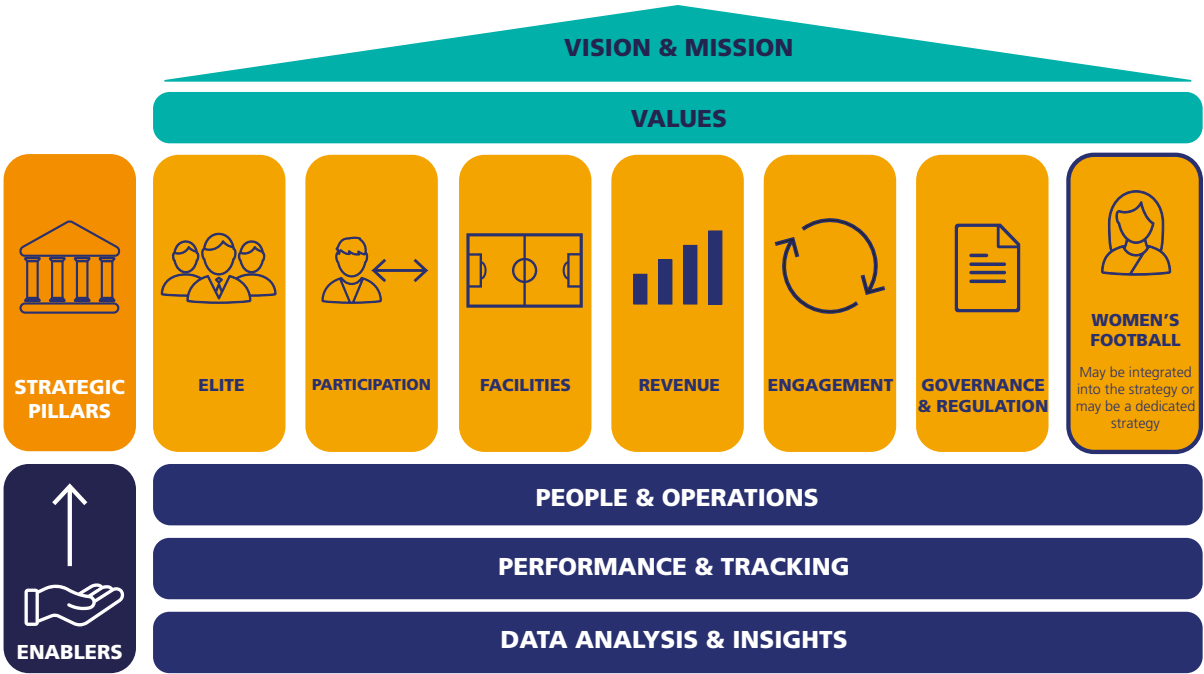 VISION & MISSION
VALUES
STRATEGIC
PILLARS
ELITE
PARTICIPATION
FACILITIES
REVENUE
ENGAGEMENT
GOVERNANCE
& REGULATION
WOMEN'S
FOOTBALL
May be integrated
into the strategy or
may be a dedicated
strategy
ENABLERS
PEOPLE & OPERATIONS
PERFORMANCE & TRACKING
DATA ANALYSIS & INSIGHTS